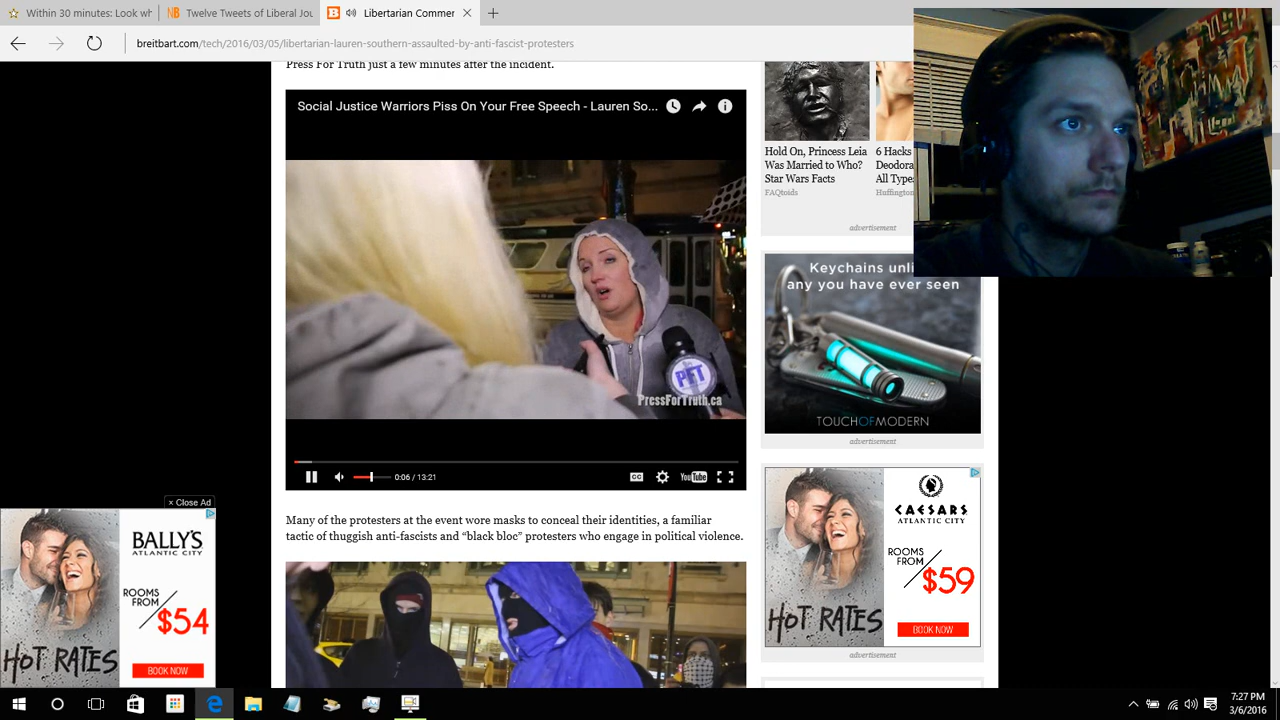 Within 30 minutes: Look wh
Twelve Tweets of Liberal Jou
Libertarian Commer
breitbart.com/tech/2016/03/05/libertarian-lauren-southern-assaulted-by-anti-fascist-protesters
Press For Truth just a few minutes after the incident.
Social Justice Warriors Piss On Your Free Speech - Lauren So...
PFT
PressForTruth.ca
0:06 / 13:21
CC
YouTube
Many of the protesters at the event wore masks to conceal their identities, a familiar
tactic of thuggish anti-fascists and “black bloc” protesters who engage in political violence.
Hold On, Princess Leia
Was Married to Who?
Star Wars Facts
FAQtoids
6 Hacks
Deodora
All Type
Huffington
advertisement
Keychains unli
any you have ever seen
TOUCHOFMODERN
advertisement
CAESARS
ATLANTIC CITY
ROOMS
FROM
$59
HOT RATES
BOOK NOW
advertisement
× Close Ad
BALLY'S
ATLANTIC CITY
ROOMS
FROM
$54
HOT RATES
BOOK NOW
7:27 PM
3/6/2016